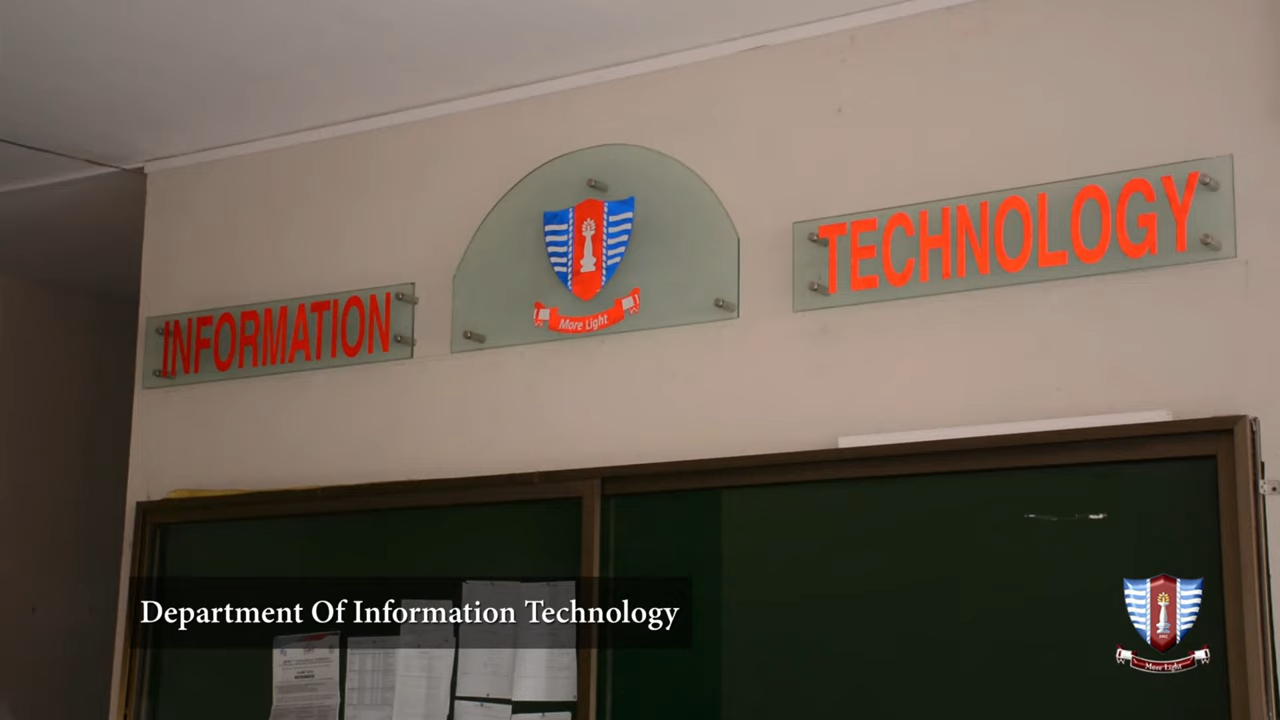 INFORMATION
TECHNOLOGY
More Light
Department Of Information Technology
More Light